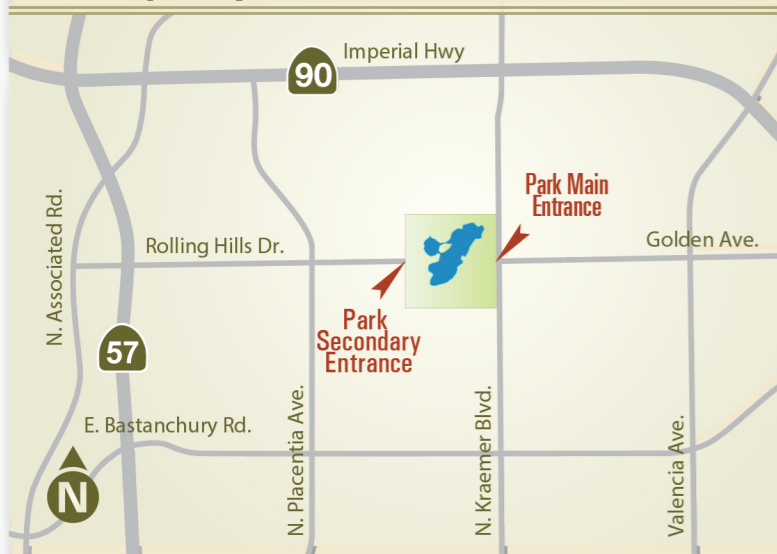 Imperial Hwy
90
Park Main
Entrance
N. Associated Rd.
Rolling Hills Dr.
Golden Ave.
Park
Secondary
Entrance
57
E. Bastanchury Rd.
N. Placentia Ave.
N. Kraemer Blvd.
Valencia Ave.
N